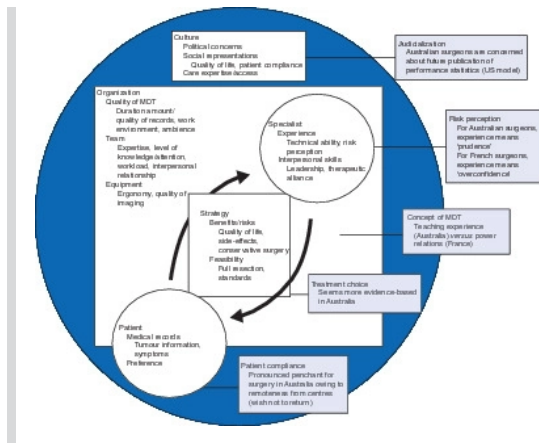 Culture
Political concerns
Social representations
Quality of life, patient compliance
Care expertise/access
Judicialization
Australian surgeons are concerned
about future publication of
performance statistics (US model)
Organization
Quality of MDT
Duration amount/
quality of records, work
environment, ambience
Team
Expertise, level of
knowledge/attention,
workload, interpersonal
relationship
Equipment
Ergonomy, quality of
imaging
Specialist
Experience
Technical ability, risk
perception
Interpersonal skills
Leadership, therapeutic
alliance
Risk perception
For Australian surgeons,
experience means
'prudence'
For French surgeons,
experience means
'overconfidence'
Strategy
Benefits/risks
Quality of life,
side-effects,
conservative surgery
Feasibility
Full resection,
standards
Concept of MDT
Teaching experience
(Australia) versus power
relations (France)
Treatment choice
Seems more evidence-based
in Australia
Patient
Medical records
Tumour information,
symptoms
Preference
Patient compliance
Pronounced penchant for
surgery in Australia owing to
remoteness from centres
(wish not to return)